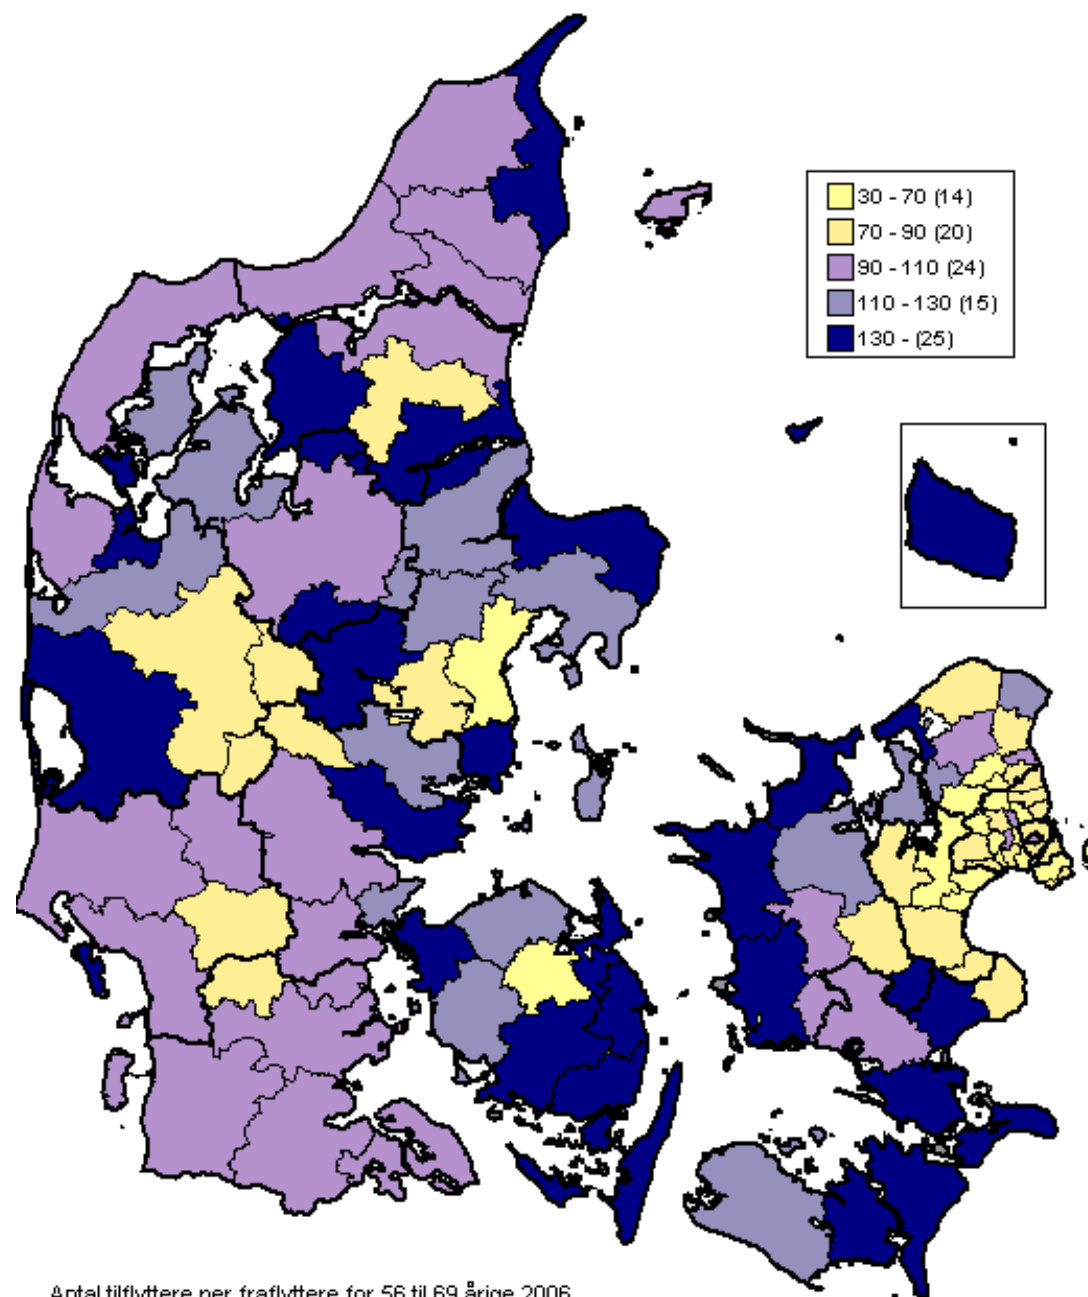 30 - 70 (14)
70 - 90 (20)
90 - 110 (24)
110 - 130 (15)
130 - (25)
Antal tilflyttere per fraflyttere for 56 til 69 årige 2006